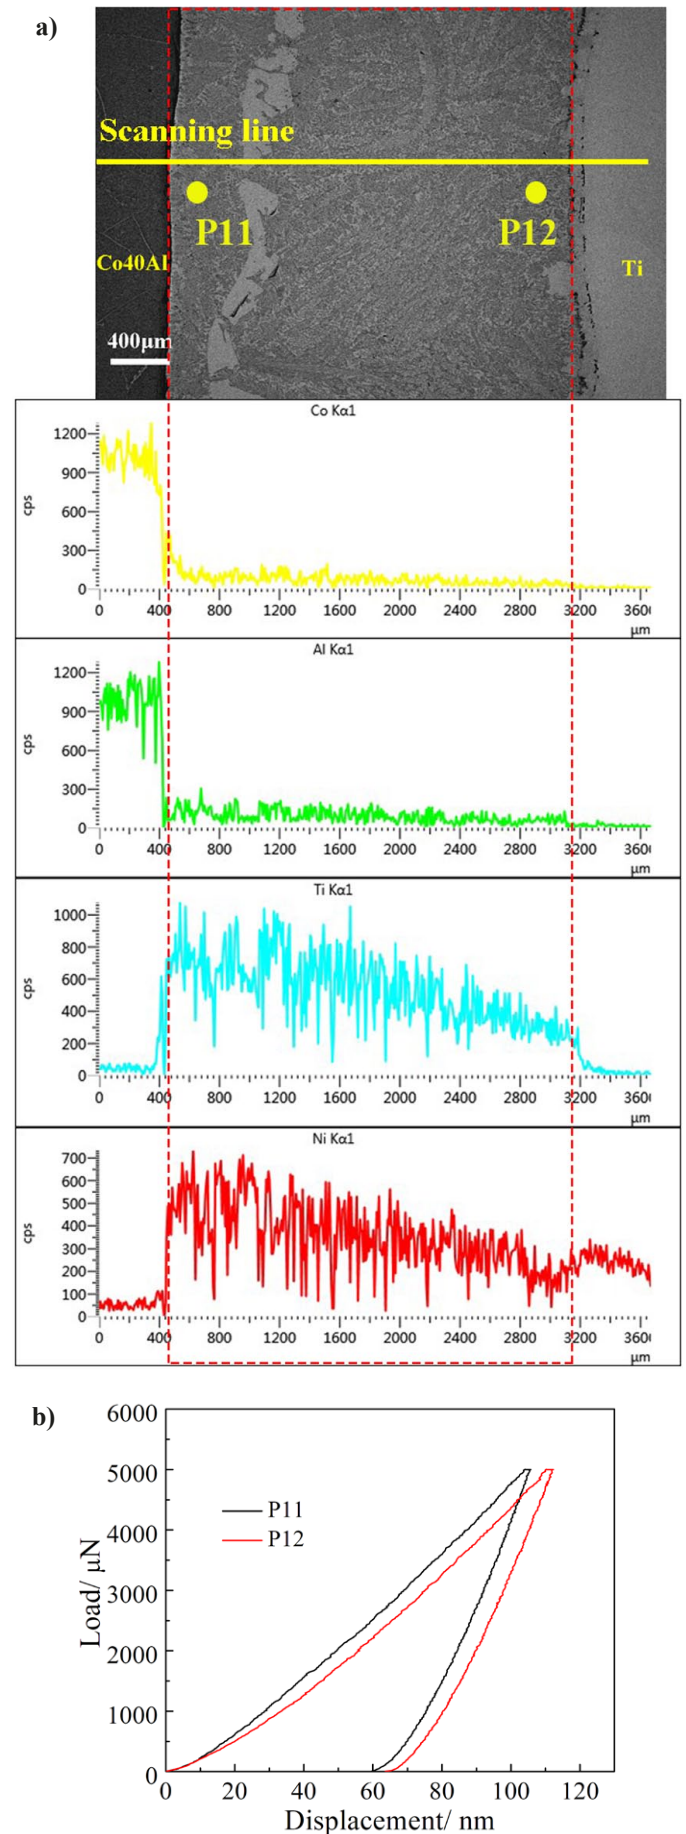 a)
Scanning line
P11
P12
Co40Al
Ti
400μm
Co Kα1
cps
1200
900
600
300
0
0 400 800 1200 1600 2000 2400 2800 3200 3600
μm
Al Kα1
cps
1200
900
600
300
0
0 400 800 1200 1600 2000 2400 2800 3200 3600
μm
Ti Kα1
cps
1000
800
600
400
200
0
0 400 800 1200 1600 2000 2400 2800 3200 3600
μm
Ni Kα1
cps
700
600
500
400
300
200
100
0
0 400 800 1200 1600 2000 2400 2800 3200 3600
μm
b)
Load/ μN
6000
5000
4000
3000
2000
1000
0
P11
P12
0 20 40 60 80 100 120
Displacement/ nm